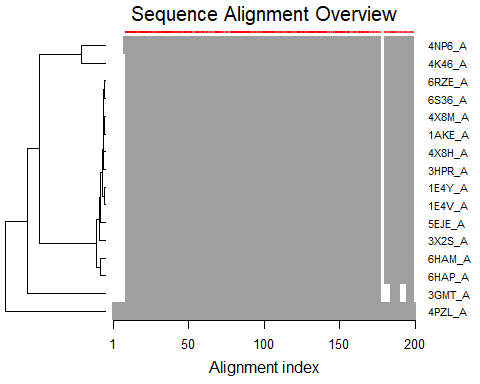 Sequence Alignment Overview
4NP6_A
4K46_A
6RZE_A
6S36_A
4X8M_A
1AKE_A
4X8H_A
3HPR_A
1E4Y_A
1E4V_A
5EJE_A
3X2S_A
6HAM_A
6HAP_A
3GMT_A
4PZL_A
1 50 100 150 200
Alignment index